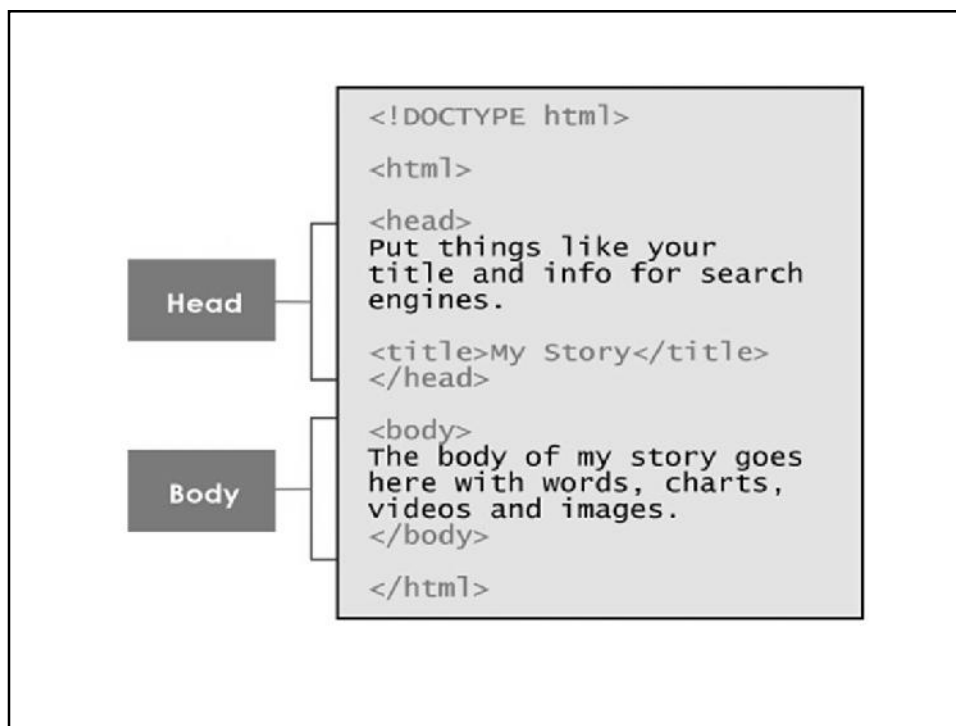 <!DOCTYPE html>
<html>
<head>
Put things like your
title and info for search
engines.
Head
<title>My Story</title>
</head>
<body>
The body of my story goes
here with words, charts,
videos and images.
Body
</body>
</html>